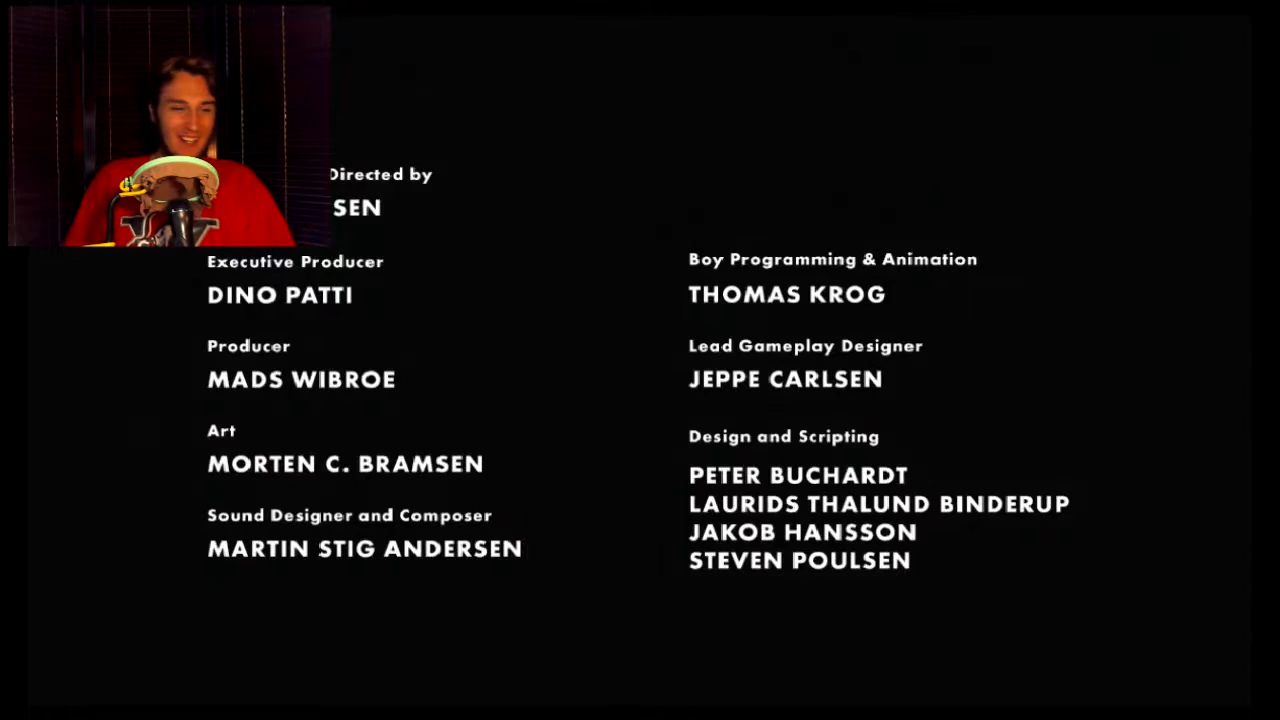 Directed by
SEN
Executive Producer
DINO PATTI
Producer
MADS WIBROE
Art
MORTEN C. BRAMSEN
Sound Designer and Composer
MARTIN STIG ANDERSEN
Boy Programming & Animation
THOMAS KROG
Lead Gameplay Designer
JEPPE CARLSEN
Design and Scripting
PETER BUCHARDT
LAURIDS THALUND BINDERUP
JAKOB HANSSON
STEVEN POULSEN